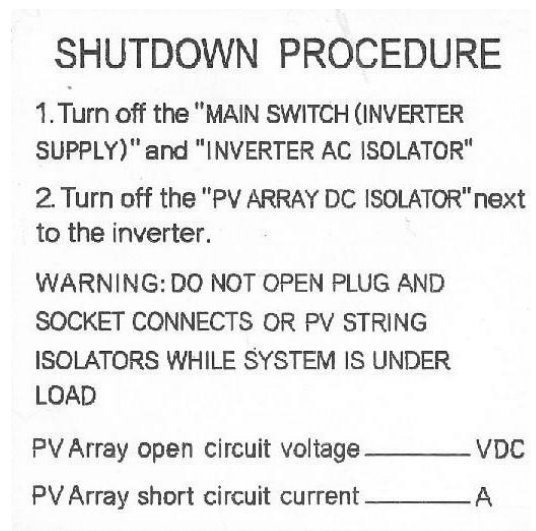 SHUTDOWN PROCEDURE
1. Turn off the "MAIN SWITCH (INVERTER
SUPPLY)" and "INVERTER AC ISOLATOR"
2. Turn off the "PV ARRAY DC ISOLATOR" next
to the inverter.
WARNING: DO NOT OPEN PLUG AND
SOCKET CONNECTS OR PV STRING
ISOLATORS WHILE SYSTEM IS UNDER
LOAD
PV Array open circuit voltage ________ VDC
PV Array short circuit current ________ A